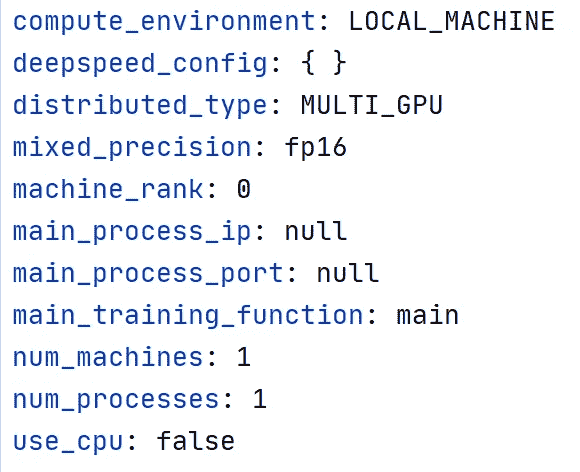 compute_environment: LOCAL_MACHINE
deepspeed_config: { }
distributed_type: MULTI_GPU
mixed_precision: fp16
machine_rank: 0
main_process_ip: null
main_process_port: null
main_training_function: main
num_machines: 1
num_processes: 1
use_cpu: false